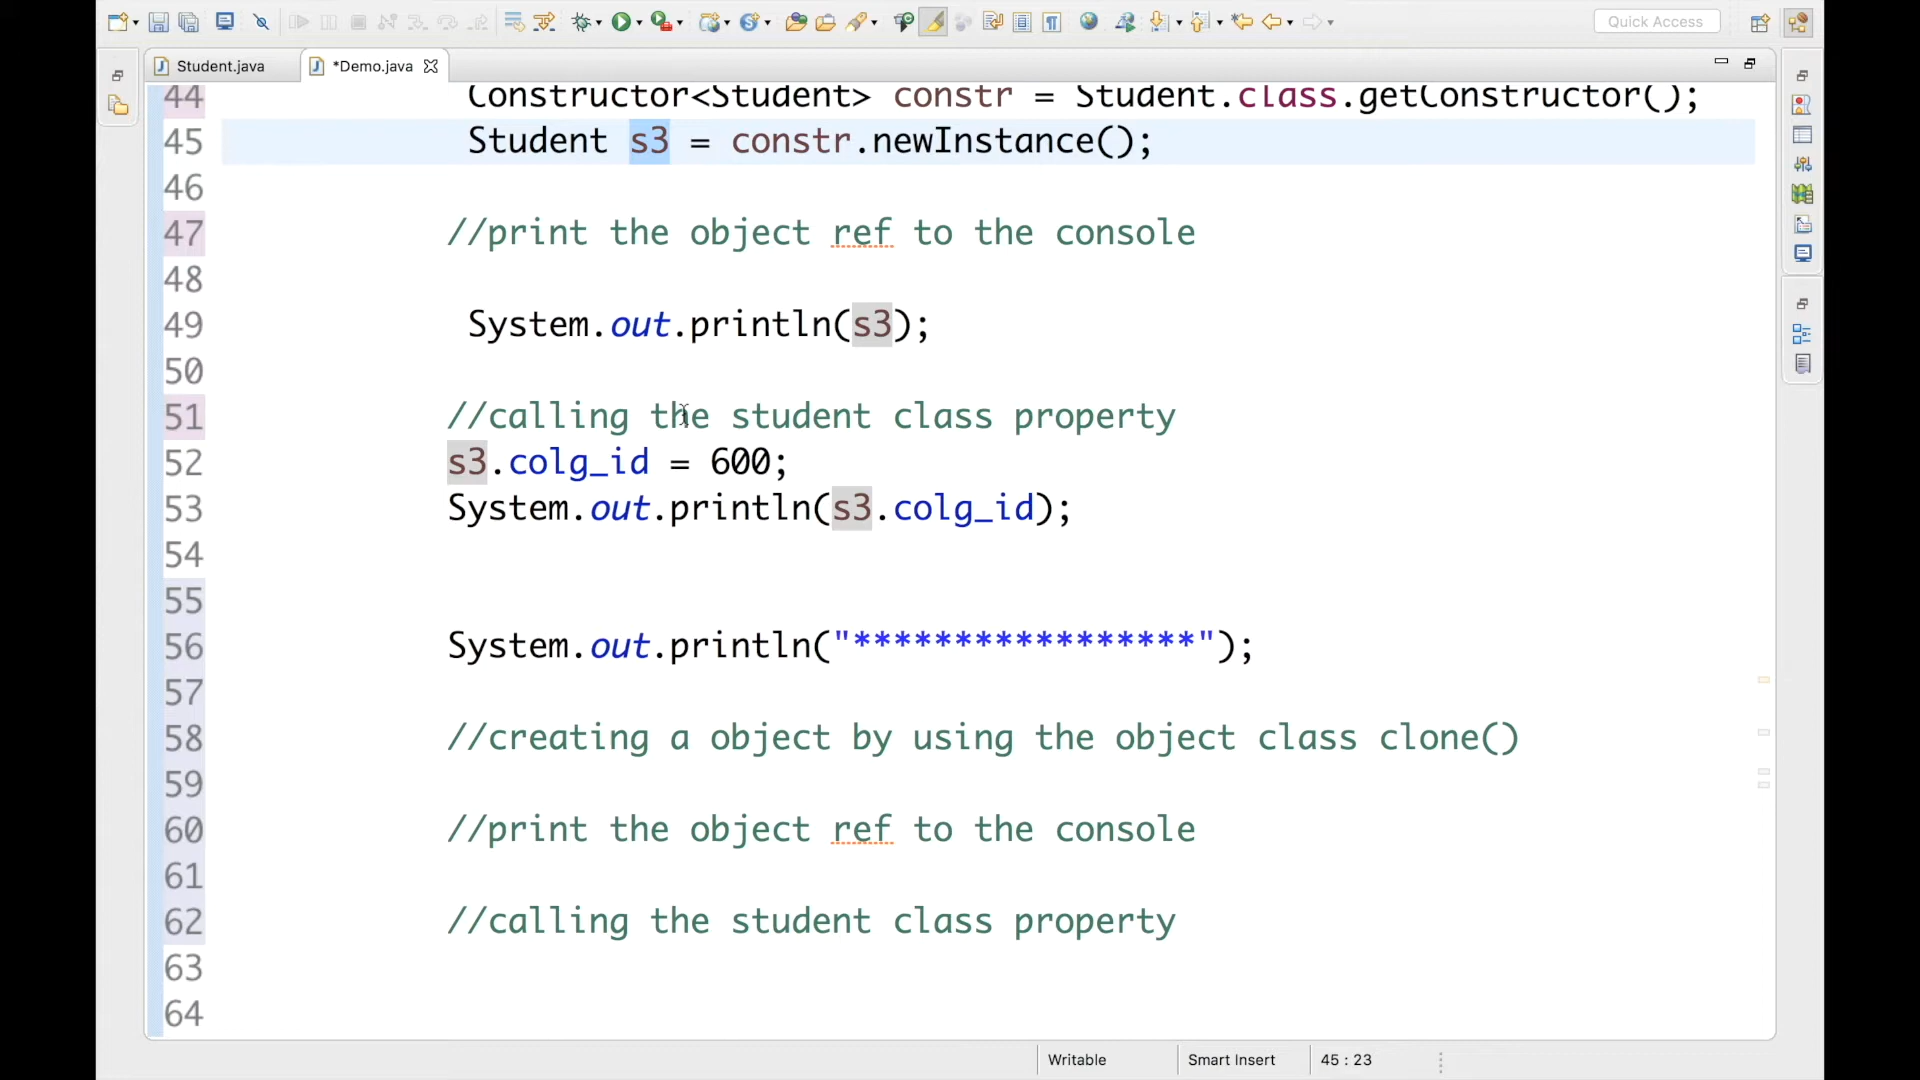 Quick Access
Student.java
*Demo.java
44 Constructor<Student> constr = Student.class.getConstructor();
45 Student s3 = constr.newInstance();
46
47 //print the object ref to the console
48
49 System.out.println(s3);
50
51 //calling the student class property
52 s3.colg_id = 600;
53 System.out.println(s3.colg_id);
54
55
56 System.out.println("*****************");
57
58 //creating a object by using the object class clone()
59
60 //print the object ref to the console
61
62 //calling the student class property
63
64
Writable
Smart Insert
45 : 23